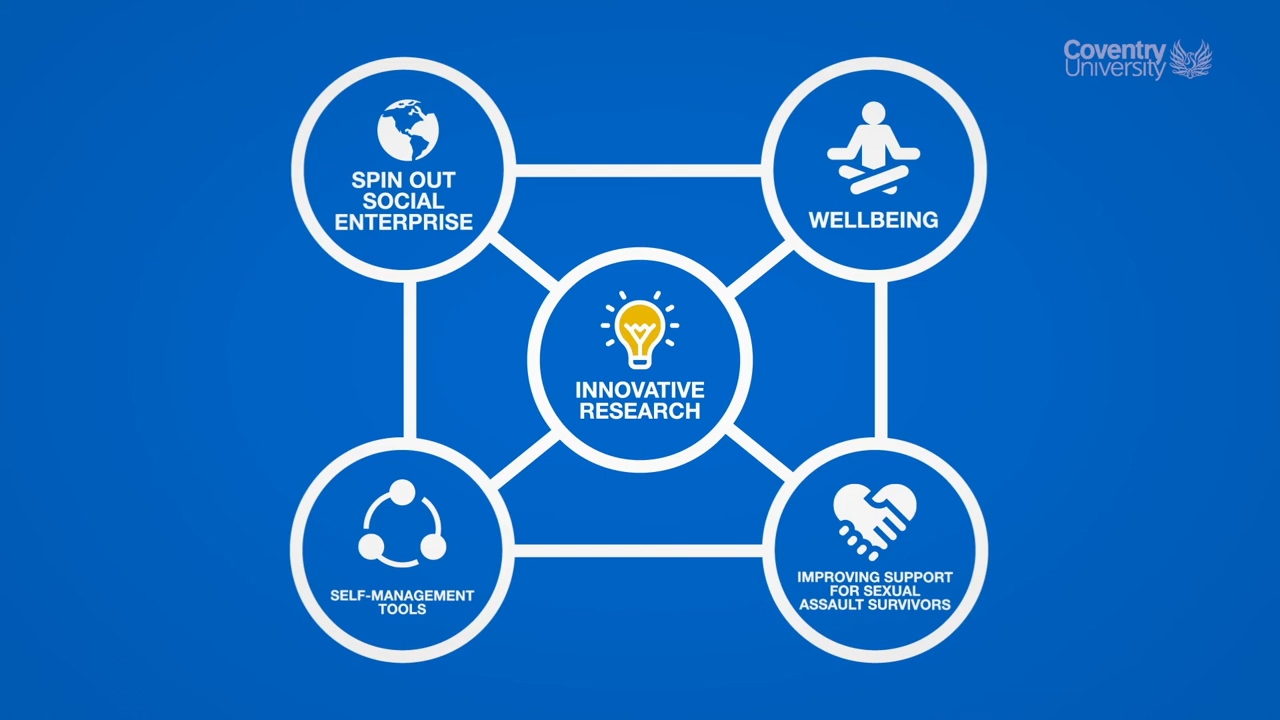 Coventry
University
SPIN OUT
SOCIAL
ENTERPRISE
WELLBEING
INNOVATIVE
RESEARCH
SELF-MANAGEMENT
TOOLS
IMPROVING SUPPORT
FOR SEXUAL
ASSAULT SURVIVORS